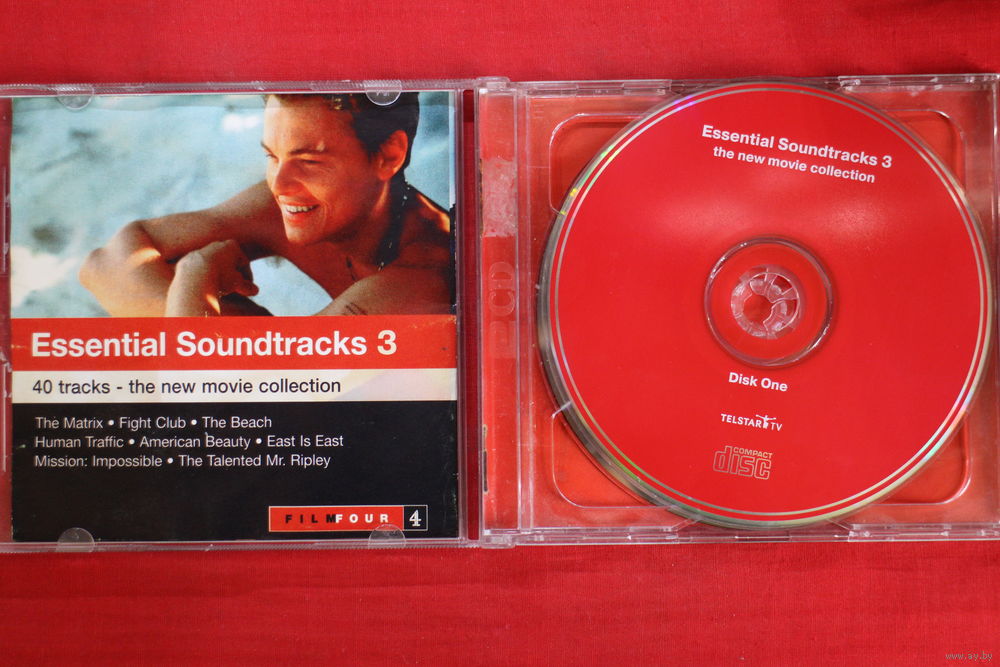 Essential Soundtracks 3
40 tracks - the new movie collection
The Matrix • Fight Club • The Beach
Human Traffic • American Beauty • East Is East
Mission: Impossible • The Talented Mr. Ripley
FILMFOUR 4
Essential Soundtracks 3
the new movie collection
Disk One
TELSTAR TV
COMPACT
disc
CD
www.ay.by